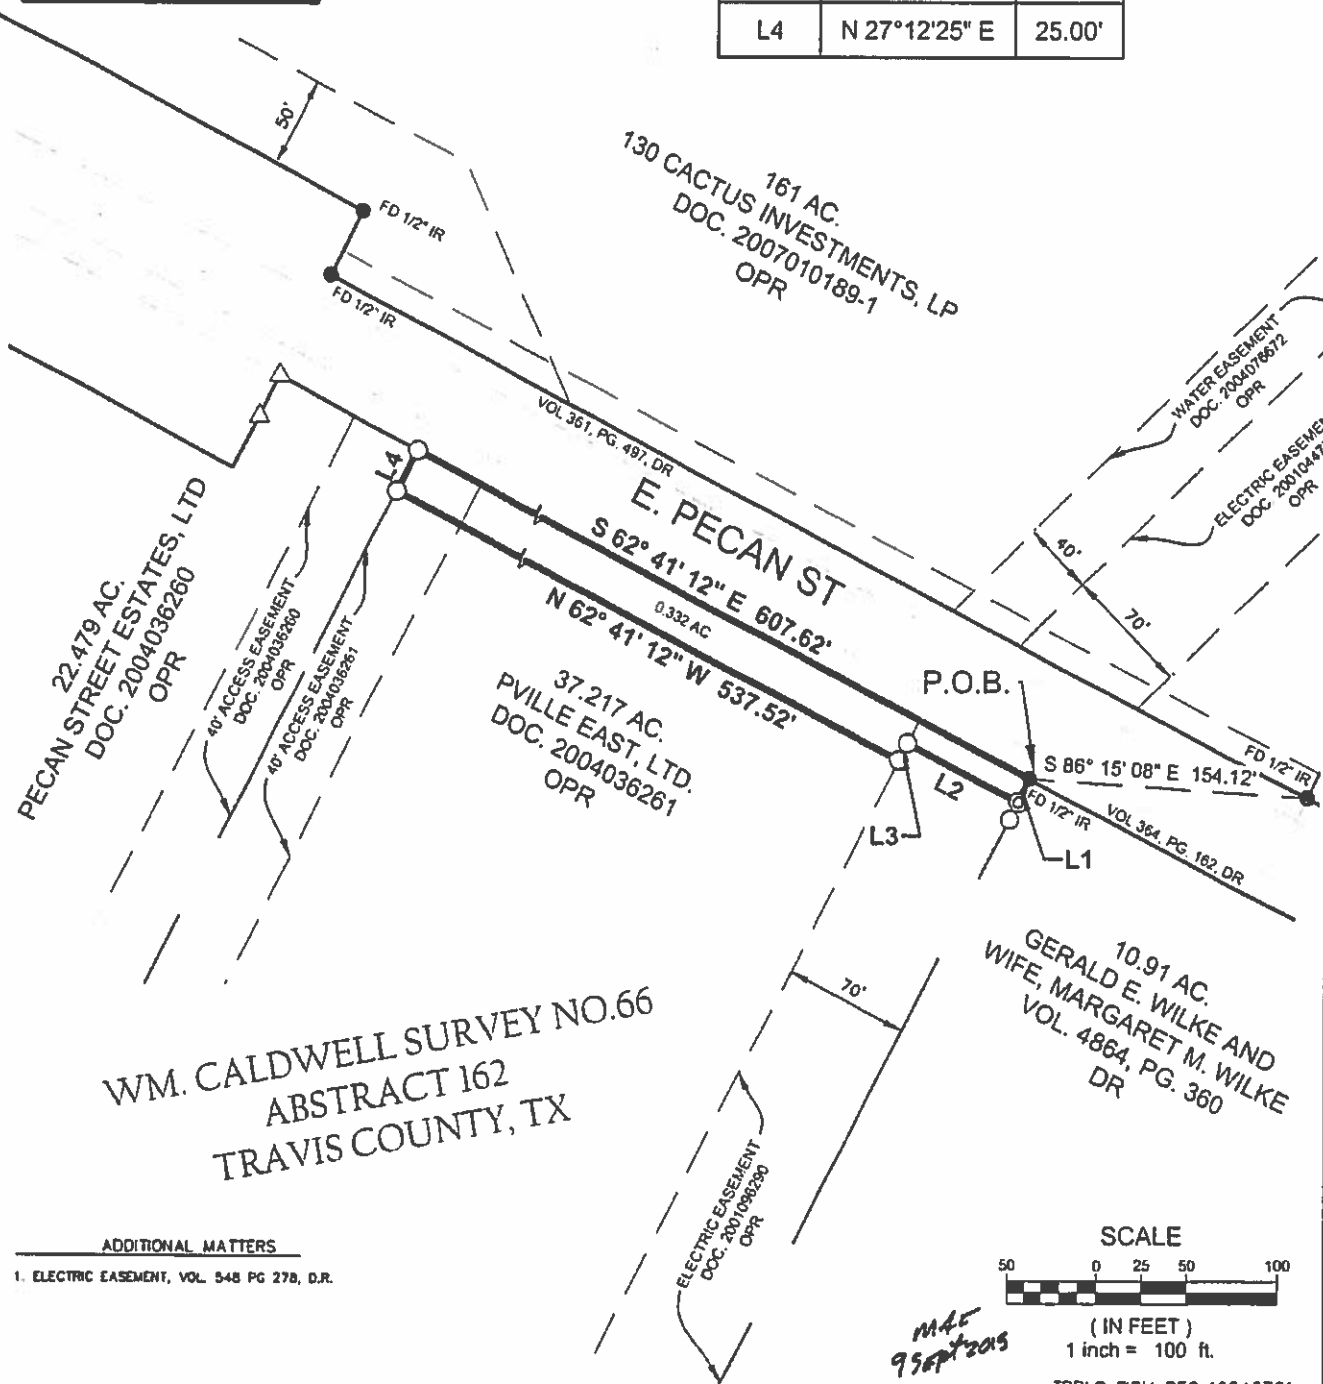 L4 N 27°12'25" E 25.00'
50'
161 AC.
130 CACTUS INVESTMENTS, LP
DOC. 2007010189-1
OPR
FD 1/2" IR
FD 1/2" IR
VOL 361, PG. 497, DR
WATER EASEMENT
DOC. 2004076672
OPR
OPR
40'
70'
E. PECAN ST
L4
S 62° 41' 12" E 607.62'
0.332 AC
N 62° 41' 12" W 537.52'
22.479 AC.
PECAN STREET ESTATES, LTD
DOC. 2004036260
OPR
40' ACCESS EASEMENT
DOC. 2004036260
OPR
40' ACCESS EASEMENT
DOC. 2004036261
OPR
37.217 AC.
PVILLE EAST, LTD.
DOC. 2004036261
OPR
P.O.B.
S 86° 15' 08" E 154.12'
FD 1/2" IR
L2
FD 1/2" IR
L3
L1
VOL 364, PG. 162, DR
10.91 AC.
GERALD E. WILKE AND
WIFE, MARGARET M. WILKE
VOL. 4864, PG. 360
DR
70'
WM. CALDWELL SURVEY NO.66
ABSTRACT 162
TRAVIS COUNTY, TX
ELECTRIC EASEMENT
DOC. 2001096290
OPR
ADDITIONAL MATTERS
1. ELECTRIC EASEMENT, VOL. 548 PG 278, D.R.
SCALE
50 0 25 50 100
( IN FEET )
1 inch = 100 ft.
9 Sept 2015